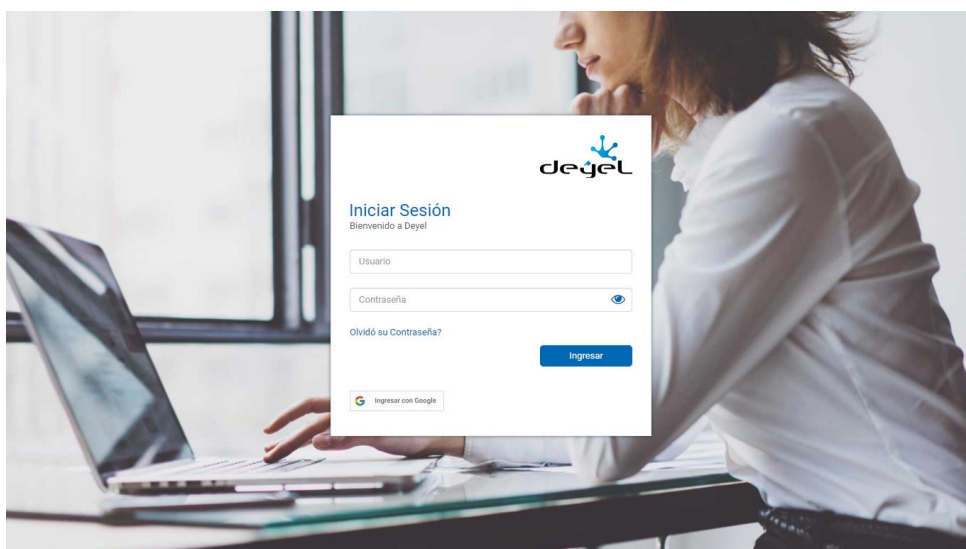 deyel
Iniciar Sesión
Bienvenido a Deyel
Usuario
Contraseña
Olvidó su Contraseña?
Ingresar
Ingresar con Google